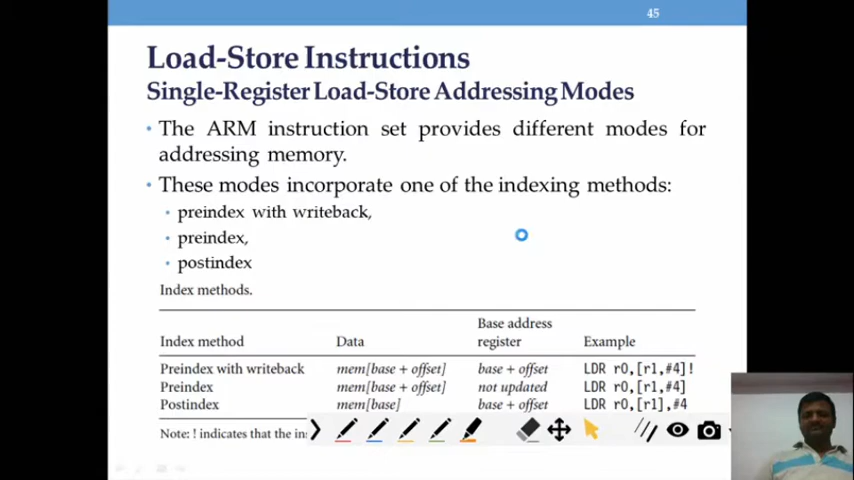 45
Load-Store Instructions
Single-Register Load-Store Addressing Modes
• The ARM instruction set provides different modes for
addressing memory.
• These modes incorporate one of the indexing methods:
• preindex with writeback,
• preindex,
• postindex
Index methods.
Base address
Index method Data register Example
Preindex with writeback mem[base + offset] base + offset LDR r0,[r1,#4]!
Preindex mem[base + offset] not updated LDR r0,[r1,#4]
Postindex mem[base] base + offset LDR r0,[r1],#4
Note: ! indicates that the